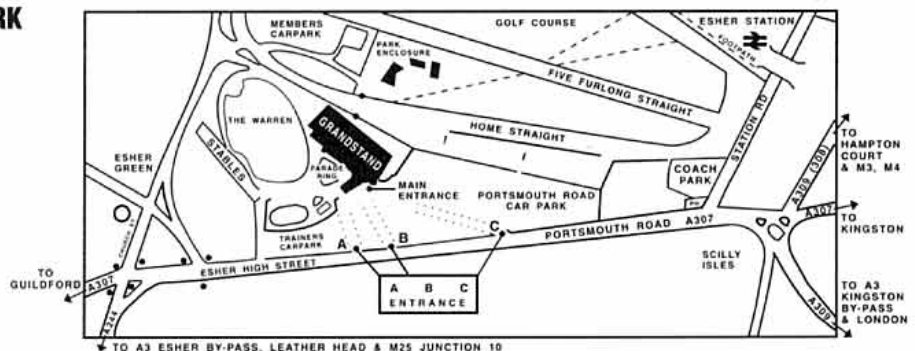 RK
MEMBERS
CARPARK
GOLF COURSE
ESHER STATION
FOOTPATH
PARK
ENCLOSURE
FIVE FURLONG STRAIGHT
THE WARREN
GRANDSTAND
HOME STRAIGHT
STATION RD
TO
HAMPTON
COURT
& M3, M4
A309 (308)
ESHER
GREEN
STABLES
PARADE
RING
MAIN
ENTRANCE
COACH
PARK
PORTSMOUTH ROAD
CAR PARK
A307
TO
KINGSTON
CHURCH ST
TRAINERS
CARPARK
A
B
C
PORTSMOUTH ROAD A307
SCILLY
ISLES
TO
GUILDFORD
A307
ESHER HIGH STREET
A B C
ENTRANCE
TO A3
KINGSTON
BY-PASS
& LONDON
A309
A244
TO A3 ESHER BY-PASS, LEATHER HEAD & M25 JUNCTION 10